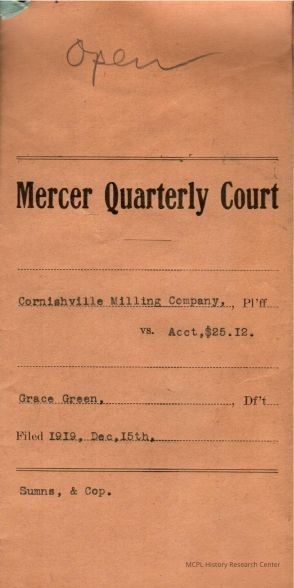 Open
Mercer Quarterly Court
Cornishville Milling Company, , Pl'ff
vs. Acct,$25.12.
Grace Green, , Df't
Filed 1919, Dec,15th,
Sumns, & Cop.
MCPL History Research Center